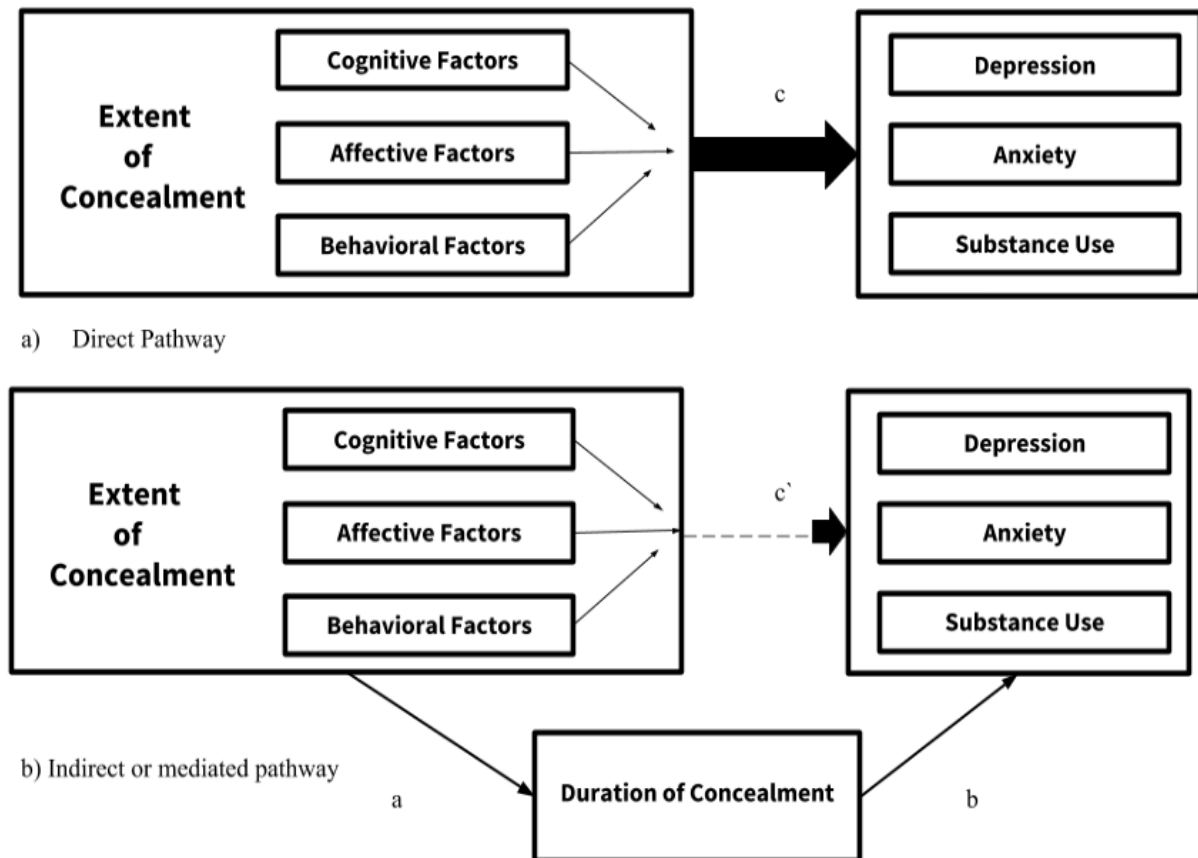 Extent
of
Concealment
Cognitive Factors
Affective Factors
Behavioral Factors
c
Depression
Anxiety
Substance Use
a) Direct Pathway
Extent
of
Concealment
Cognitive Factors
Affective Factors
Behavioral Factors
c`
Depression
Anxiety
Substance Use
b) Indirect or mediated pathway
a
Duration of Concealment
b